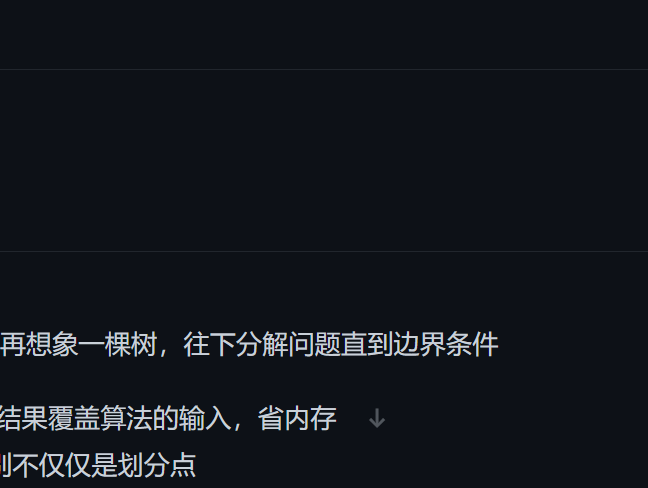 再想象一棵树，往下分解问题直到边界条件
结果覆盖算法的输入，省内存 ↓
不仅仅是划分点